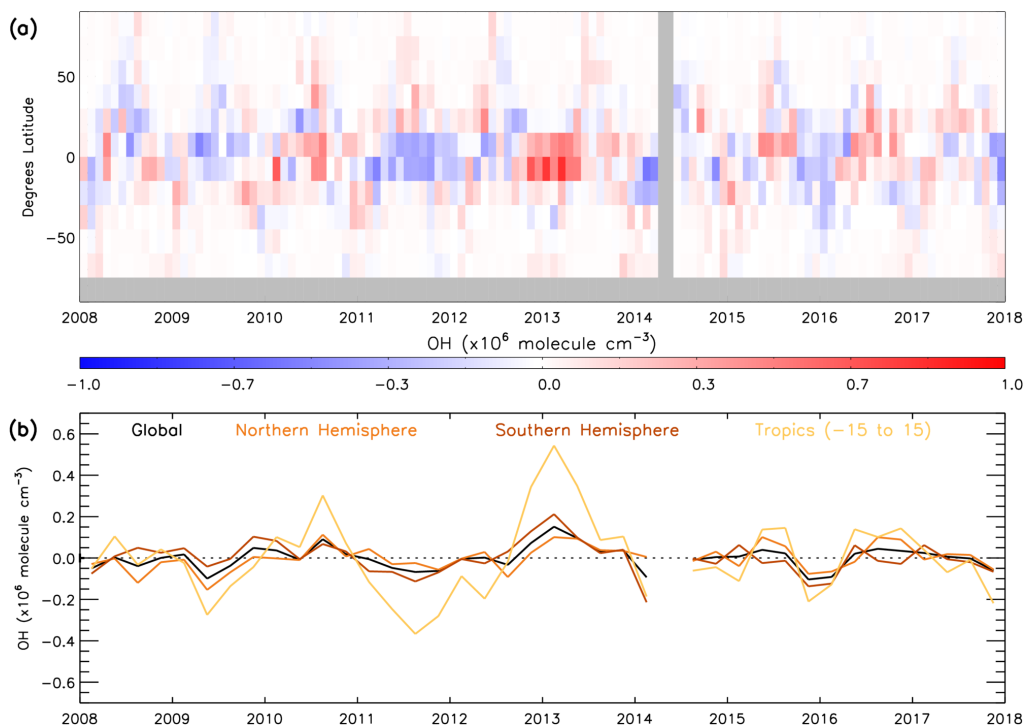 (a)
Degrees Latitude
50
0
−50
2008 2009 2010 2011 2012 2013 2014 2015 2016 2017 2018
OH (x10⁶ molecule cm⁻³)
−1.0 −0.7 −0.3 0.0 0.3 0.7 1.0
(b)
Global Northern Hemisphere Southern Hemisphere Tropics (−15 to 15)
OH (x10⁶ molecule cm⁻³)
0.6
0.4
0.2
0.0
−0.2
−0.4
−0.6
2008 2009 2010 2011 2012 2013 2014 2015 2016 2017 2018